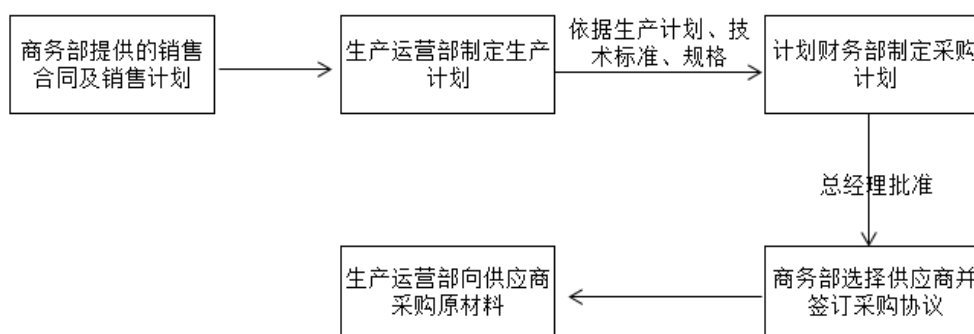 商务部提供的销售
合同及销售计划
生产运营部制定生产
计划
依据生产计划、技
术标准、规格
计划财务部制定采购
计划
总经理批准
商务部选择供应商并
签订采购协议
生产运营部向供应商
采购原材料